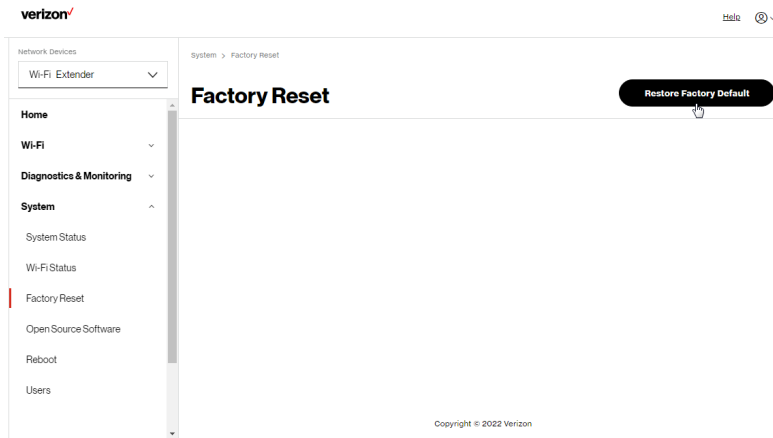 verizon✓
Help
Network Devices
Wi-Fi Extender
System > Factory Reset
Factory Reset
Restore Factory Default
Home
Wi-Fi
Diagnostics & Monitoring
System
System Status
Wi-Fi Status
Factory Reset
Open Source Software
Reboot
Users
Copyright © 2022 Verizon